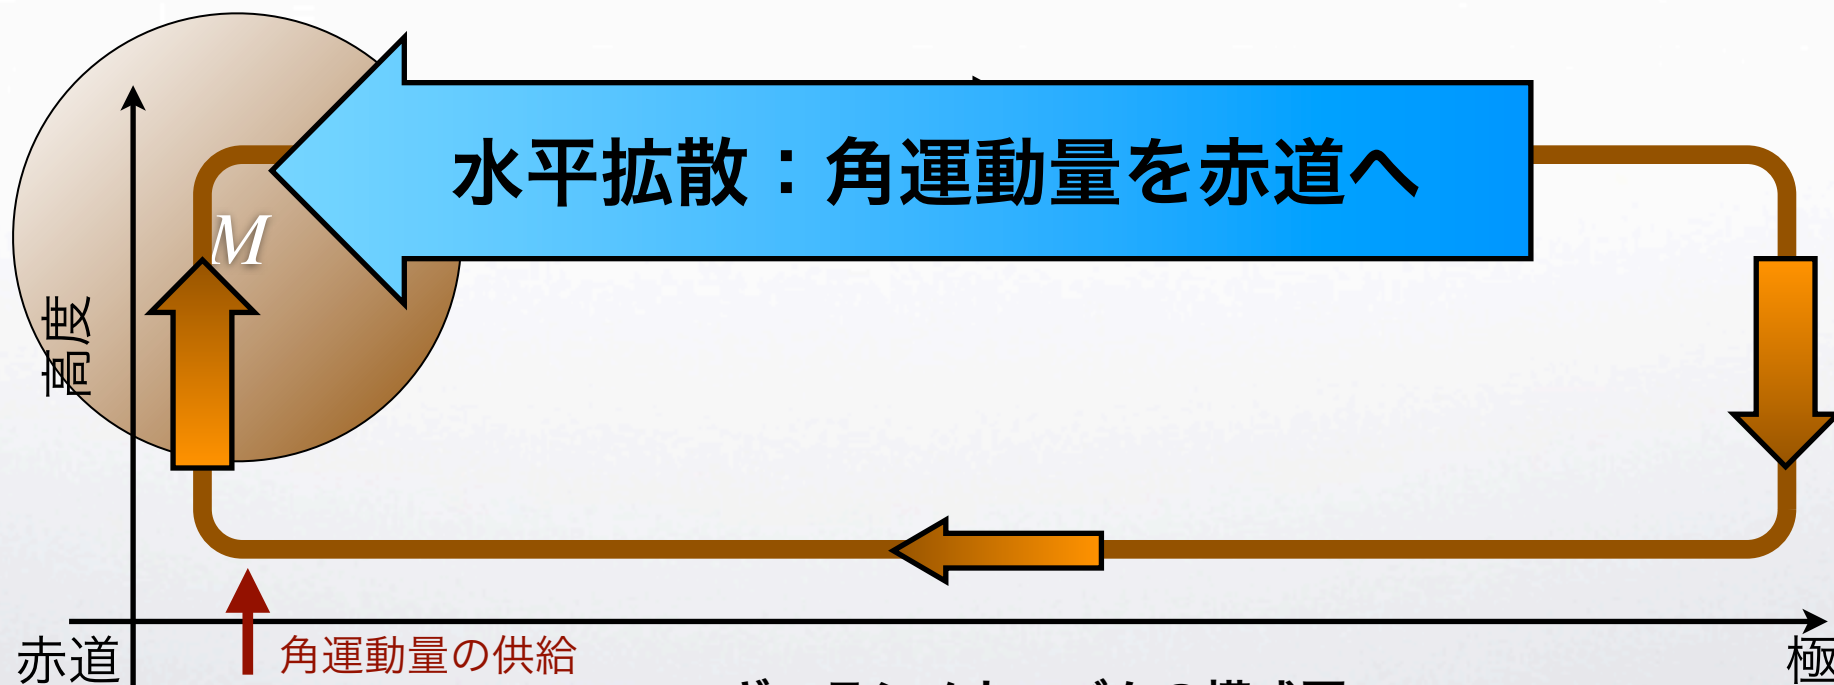 水平拡散：角運動量を赤道へ
M
高度
角運動量の供給
赤道
極